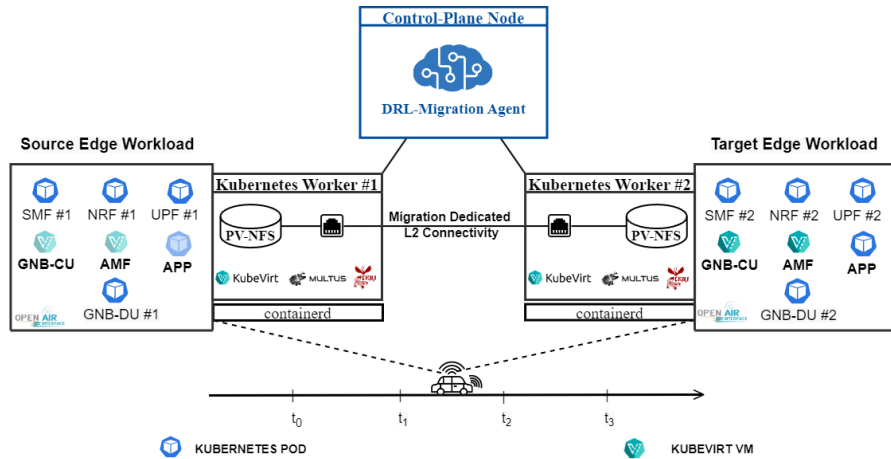 Control-Plane Node
DRL-Migration Agent
Source Edge Workload
SMF #1 NRF #1 UPF #1
GNB-CU AMF APP
GNB-DU #1
OPEN AIR
INTERFACE
Kubernetes Worker #1
PV-NFS
KubeVirt MULTUS
containerd
Migration Dedicated
L2 Connectivity
Kubernetes Worker #2
PV-NFS
KubeVirt MULTUS
containerd
Target Edge Workload
SMF #2 NRF #2 UPF #2
GNB-CU AMF APP
GNB-DU #2
OPEN AIR
INTERFACE
t0 t1 t2 t3
KUBERNETES POD
KUBEVIRT VM